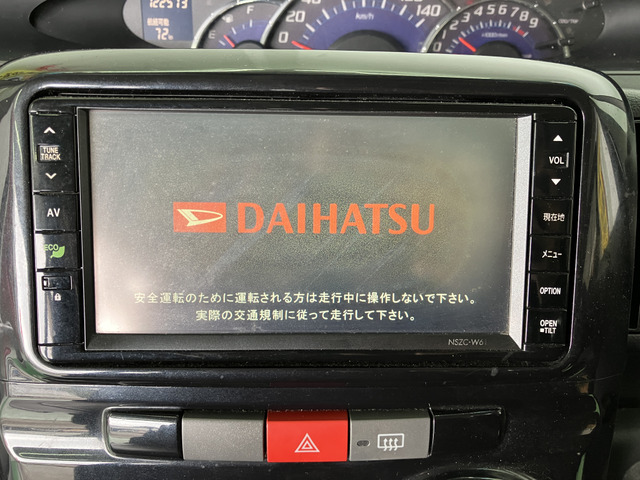 122513
72
km/h
140
120
40
20
0
1 2 3 4 5 6 7 8 9
TUNE
TRACK
AV
ECO
DAIHATSU
安全運転のために運転される方は走行中に操作しないで下さい。
実際の交通規制に従って走行して下さい。
VOL
現在地
メニュー
OPTION
OPEN
TILT
NSZC-W61